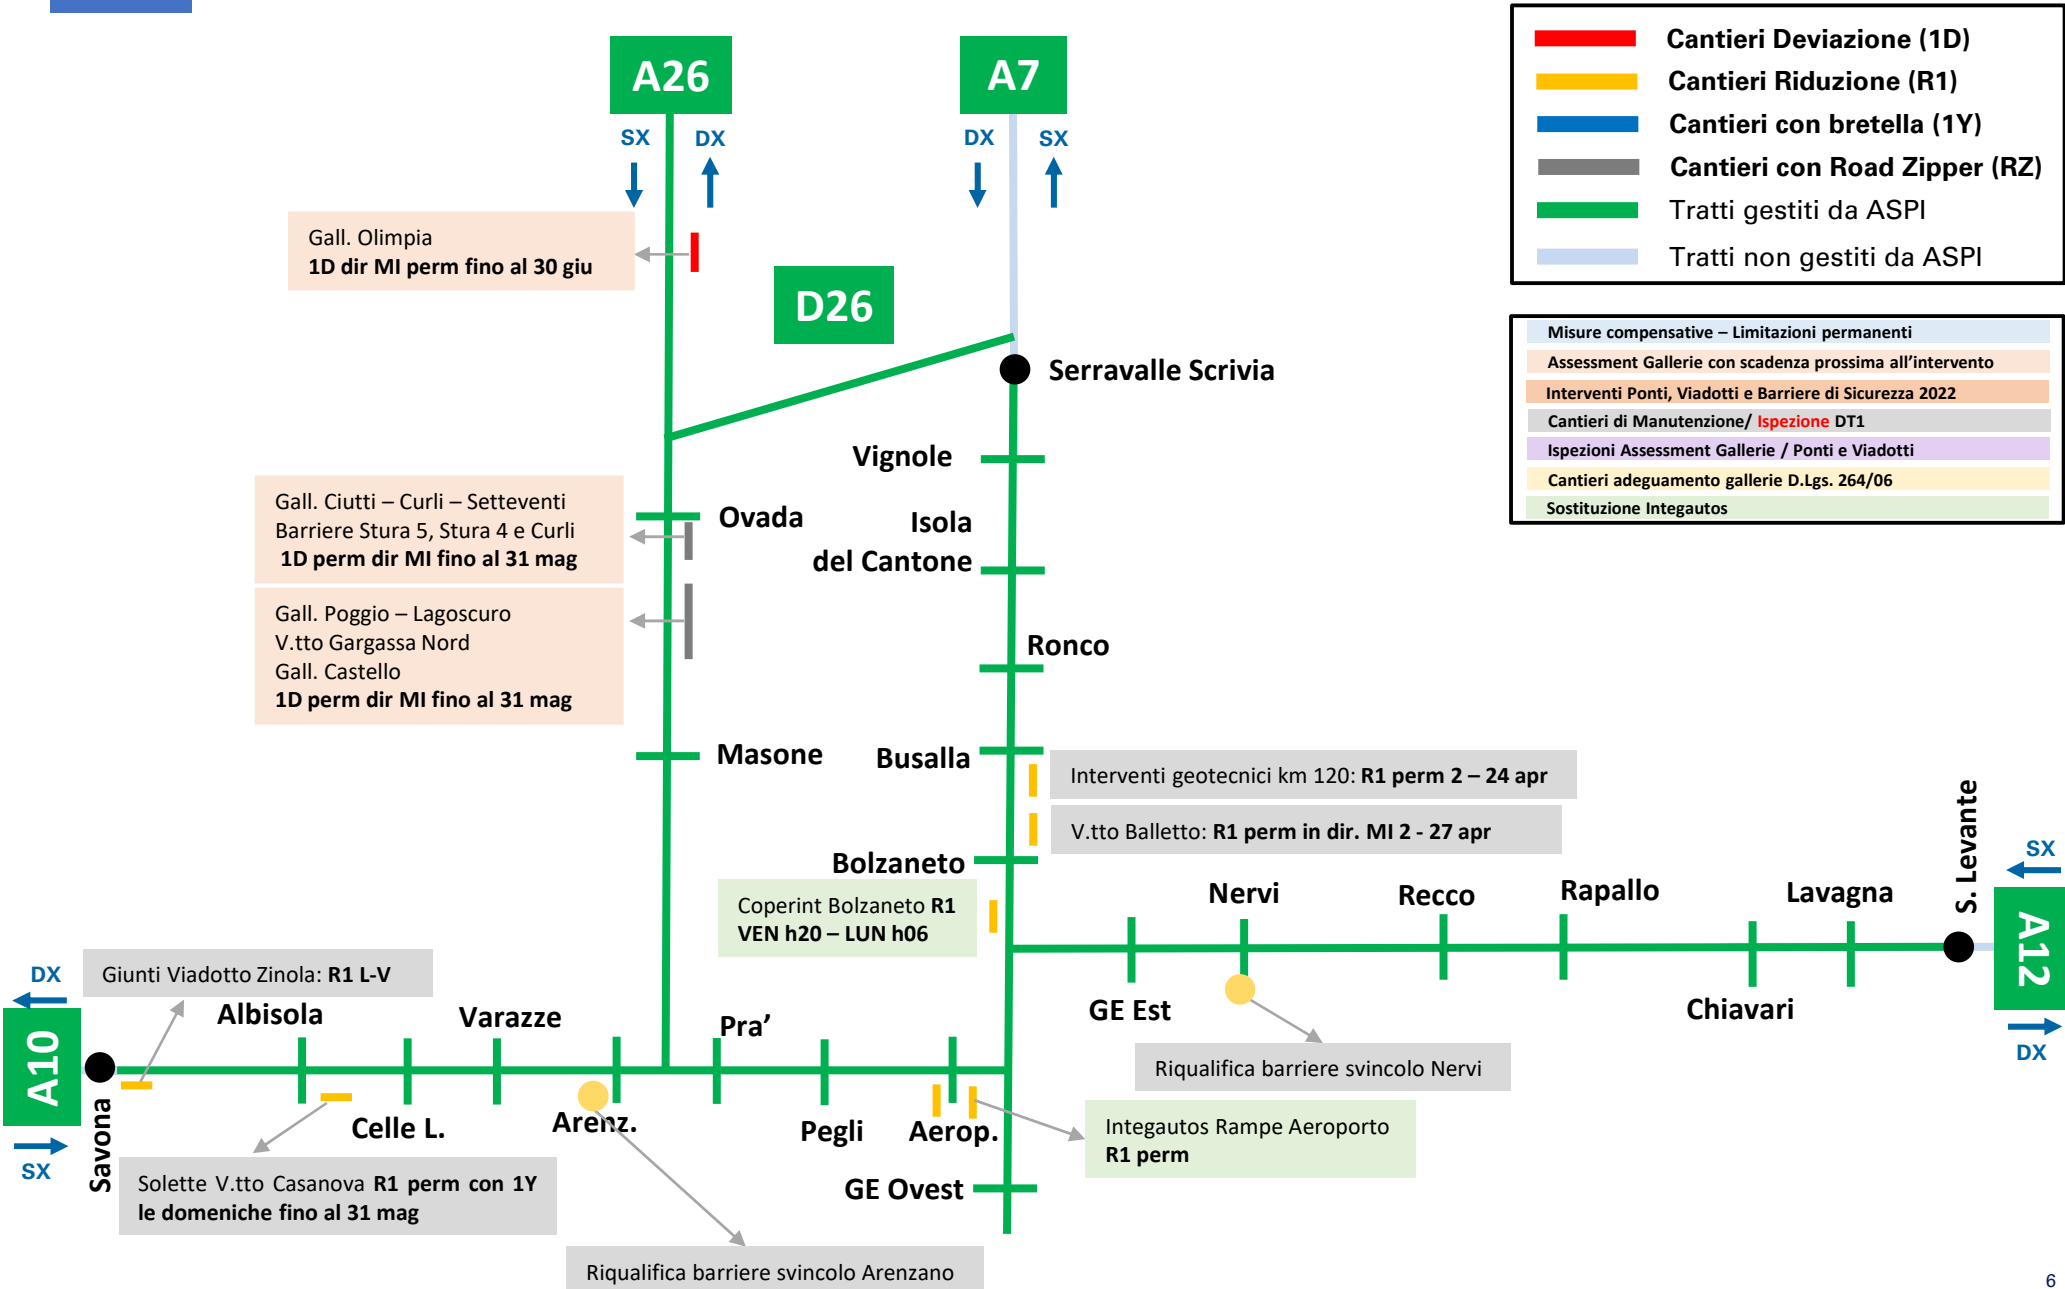 A26
A7
SX
DX
DX
SX
Cantieri Deviazione (1D)
Cantieri Riduzione (R1)
Cantieri con bretella (1Y)
Cantieri con Road Zipper (RZ)
Tratti gestiti da ASPI
Tratti non gestiti da ASPI
Gall. Olimpia
1D dir MI perm fino al 30 giu
D26
Misure compensative – Limitazioni permanenti
Assessment Gallerie con scadenza prossima all'intervento
Interventi Ponti, Viadotti e Barriere di Sicurezza 2022
Cantieri di Manutenzione/ Ispezione DT1
Ispezioni Assessment Gallerie / Ponti e Viadotti
Cantieri adeguamento gallerie D.Lgs. 264/06
Sostituzione Integautos
Serravalle Scrivia
Vignole
Gall. Ciutti – Curli – Setteventi
Barriere Stura 5, Stura 4 e Curli
1D perm dir MI fino al 31 mag
Ovada
Isola
del Cantone
Gall. Poggio – Lagoscuro
V.tto Gargassa Nord
Gall. Castello
1D perm dir MI fino al 31 mag
Ronco
Masone
Busalla
Interventi geotecnici km 120: R1 perm 2 – 24 apr
V.tto Balletto: R1 perm in dir. MI 2 - 27 apr
Bolzaneto
Coperint Bolzaneto R1
VEN h20 – LUN h06
Nervi
Recco
Rapallo
Lavagna
S. Levante
SX
A12
DX
GE Est
Chiavari
Riqualifica barriere svincolo Nervi
DX
A10
SX
Savona
Giunti Viadotto Zinola: R1 L-V
Albisola
Varazze
Pra’
Celle L.
Arenz.
Pegli
Aerop.
Integautos Rampe Aeroporto
R1 perm
GE Ovest
Solette V.tto Casanova R1 perm con 1Y
le domeniche fino al 31 mag
Riqualifica barriere svincolo Arenzano
6